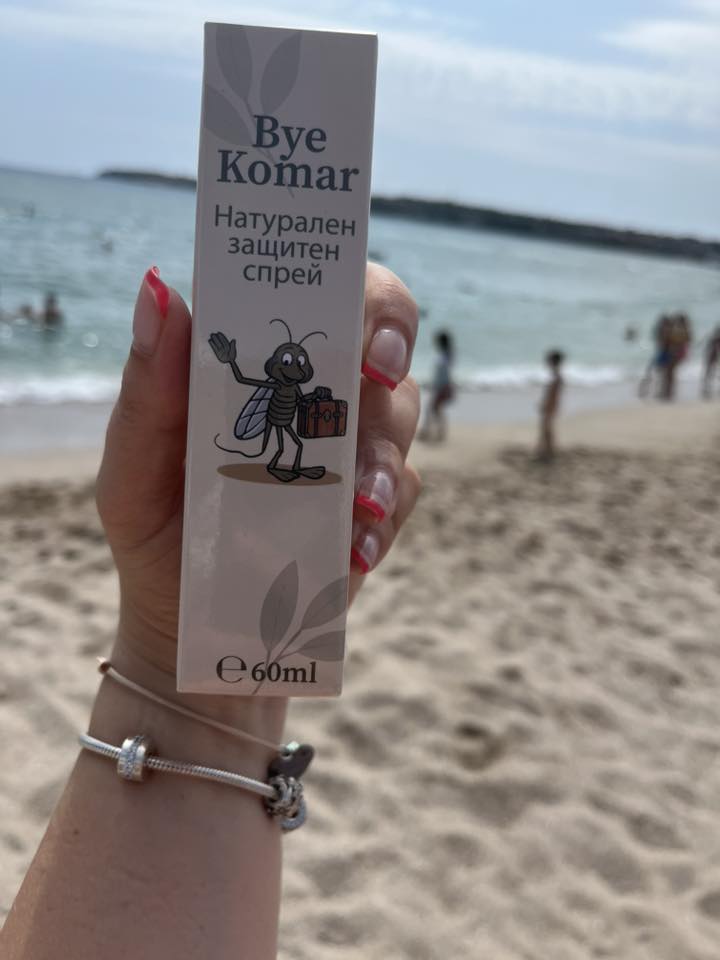 Bye
Komar
Натурален
защитен
спрей
℮ 60ml